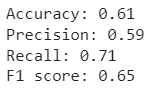 Accuracy: 0.61
Precision: 0.59
Recall: 0.71
F1 score: 0.65